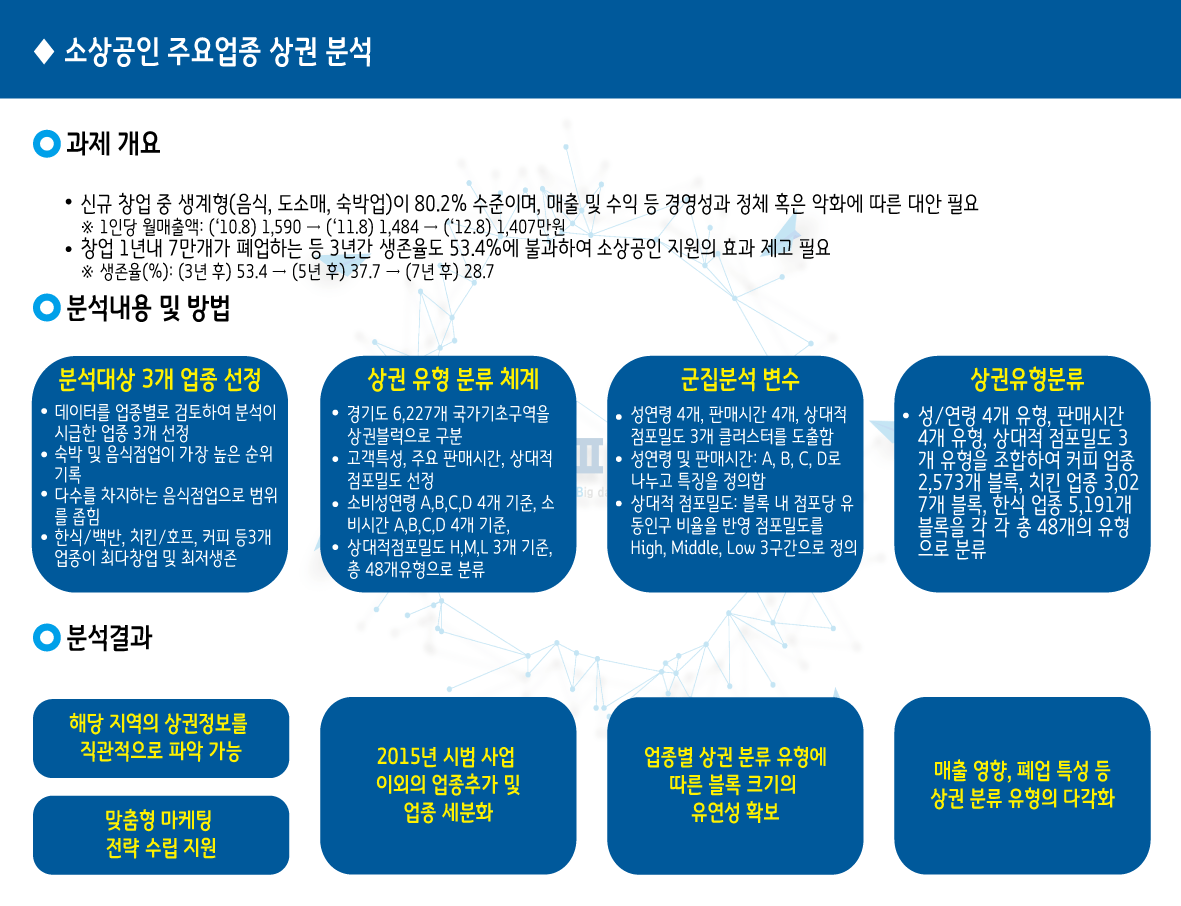 ◆ 소상공인 주요업종 상권 분석
과제 개요
• 신규 창업 중 생계형(음식, 도소매, 숙박업)이 80.2% 수준이며, 매출 및 수익 등 경영성과 정체 혹은 악화에 따른 대안 필요
※ 1인당 월매출액: (‘10.8) 1,590 → (‘11.8) 1,484 → (‘12.8) 1,407만원
• 창업 1년내 7만개가 폐업하는 등 3년간 생존율도 53.4%에 불과하여 소상공인 지원의 효과 제고 필요
※ 생존율(%): (3년 후) 53.4 → (5년 후) 37.7 → (7년 후) 28.7
분석내용 및 방법
분석대상 3개 업종 선정
• 데이터를 업종별로 검토하여 분석이
시급한 업종 3개 선정
• 숙박 및 음식점업이 가장 높은 순위
기록
• 다수를 차지하는 음식점업으로 범위
를 좁힘
• 한식/백반, 치킨/호프, 커피 등3개
업종이 최다창업 및 최저생존
상권 유형 분류 체계
• 경기도 6,227개 국가기초구역을
상권블럭으로 구분
• 고객특성, 주요 판매시간, 상대적
점포밀도 선정
• 소비성연령 A,B,C,D 4개 기준, 소
비시간 A,B,C,D 4개 기준,
• 상대적점포밀도 H,M,L 3개 기준,
총 48개유형으로 분류
군집분석 변수
• 성연령 4개, 판매시간 4개, 상대적
점포밀도 3개 클러스터를 도출함
• 성연령 및 판매시간: A, B, C, D로
나누고 특징을 정의함
• 상대적 점포밀도: 블록 내 점포당 유
동인구 비율을 반영 점포밀도를
High, Middle, Low 3구간으로 정의
상권유형분류
• 성/연령 4개 유형, 판매시간
4개 유형, 상대적 점포밀도 3
개 유형을 조합하여 커피 업종
2,573개 블록, 치킨 업종 3,02
7개 블록, 한식 업종 5,191개
블록을 각 각 총 48개의 유형
으로 분류
Big da
분석결과
해당 지역의 상권정보를
직관적으로 파악 가능
맞춤형 마케팅
전략 수립 지원
2015년 시범 사업
이외의 업종추가 및
업종 세분화
업종별 상권 분류 유형에
따른 블록 크기의
유연성 확보
매출 영향, 폐업 특성 등
상권 분류 유형의 다각화